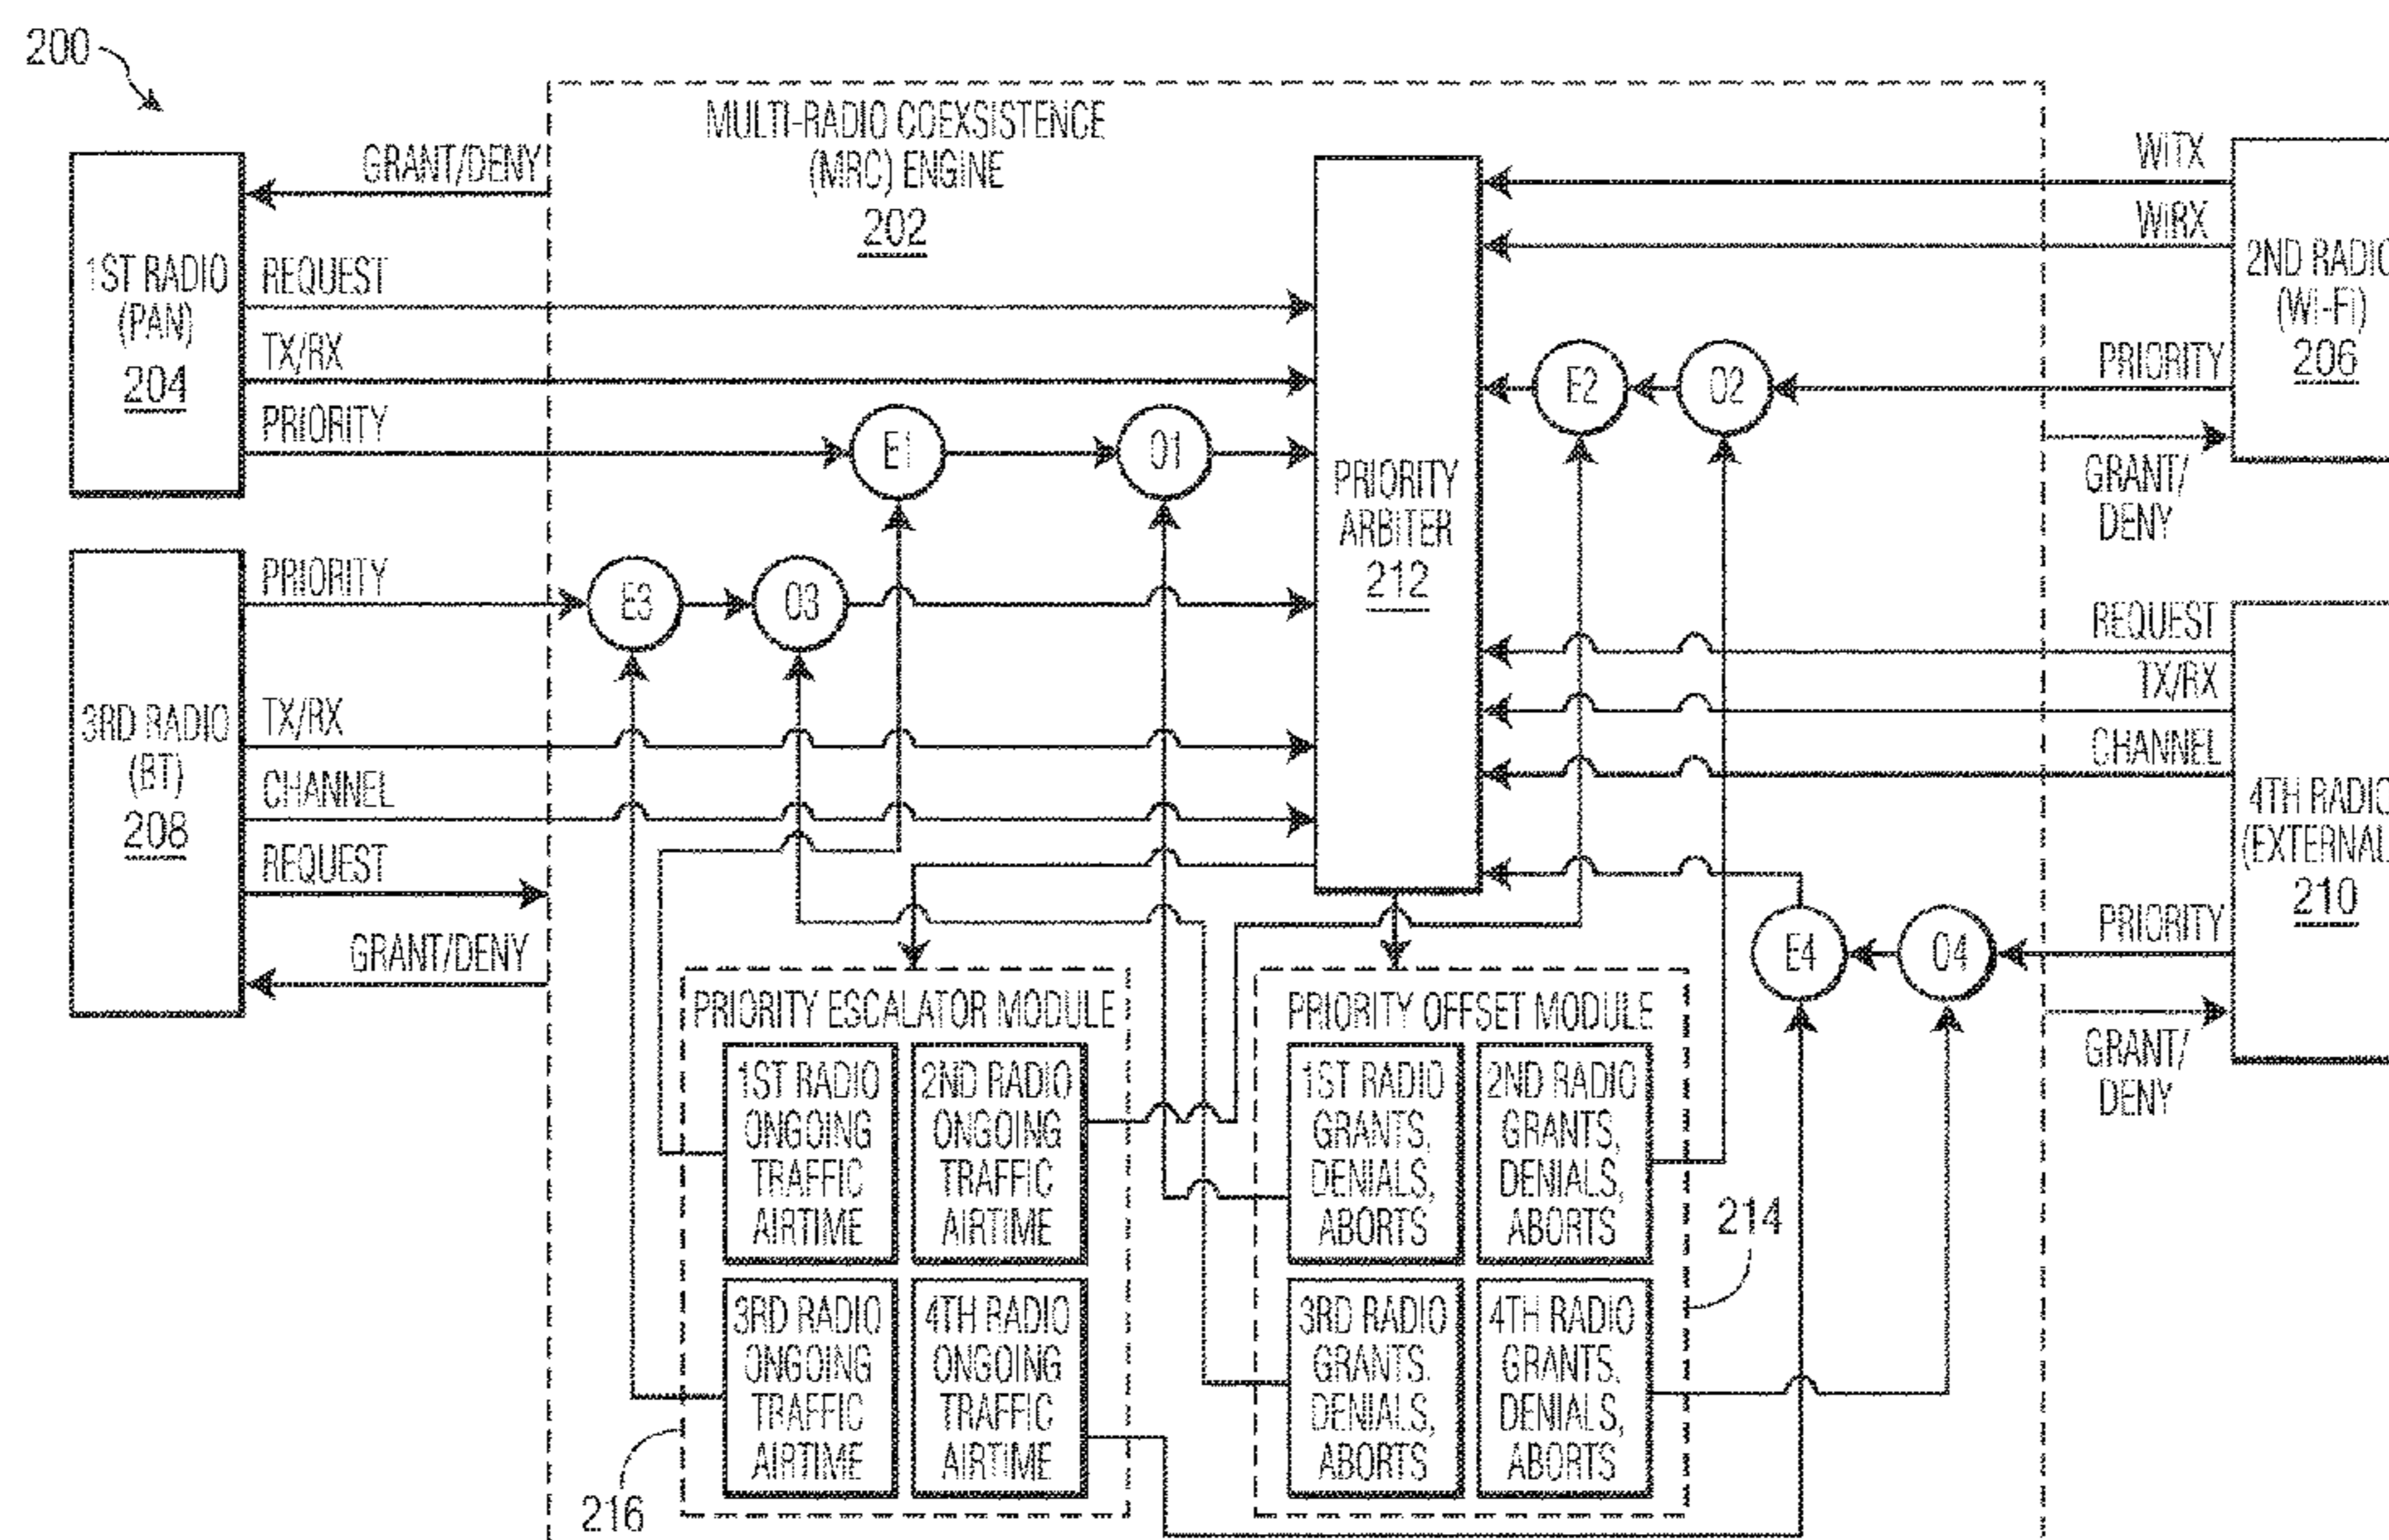 200
MULTI-RADIO COEXSISTENCE
(MRC) ENGINE
202
GRANT/DENY
1ST RADIO
(PAN)
204
REQUEST
TX/RX
PRIORITY
E1
O1
3RD RADIO
(BT)
208
PRIORITY
E3
O3
TX/RX
CHANNEL
REQUEST
GRANT/DENY
PRIORITY
ARBITER
212
WiTX
WiRX
2ND RADIO
(Wi-Fi)
206
PRIORITY
E2
O2
GRANT/
DENY
REQUEST
TX/RX
CHANNEL
4TH RADIO
(EXTERNAL
210
PRIORITY
E4
O4
GRANT/
DENY
PRIORITY ESCALATOR MODULE
1ST RADIO
ONGOING
TRAFFIC
AIRTIME
2ND RADIO
ONGOING
TRAFFIC
AIRTIME
3RD RADIO
ONGOING
TRAFFIC
AIRTIME
4TH RADIO
ONGOING
TRAFFIC
AIRTIME
216
PRIORITY OFFSET MODULE
1ST RADIO
GRANTS,
DENIALS,
ABORTS
2ND RADIO
GRANTS,
DENIALS,
ABORTS
3RD RADIO
GRANTS.
DENIALS,
ABORTS
4TH RADIO
GRANTS,
DENIALS,
ABORTS
214